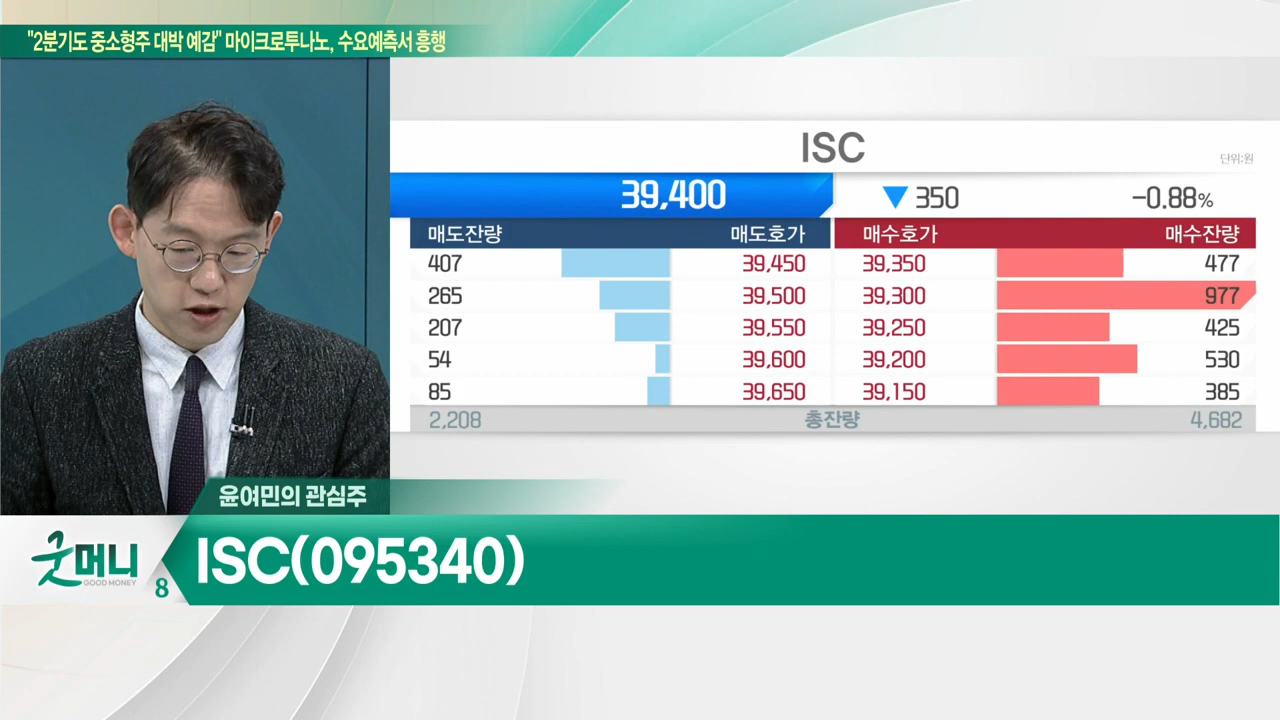 "2분기도 중소형주 대박 예감" 마이크로투나노, 수요예측서 흥행
ISC
단위:원
39,400 ▼ 350 -0.88%
매도잔량 매도호가 매수호가 매수잔량
407 39,450 39,350 477
265 39,500 39,300 977
207 39,550 39,250 425
54 39,600 39,200 530
85 39,650 39,150 385
2,208 총잔량 4,682
윤여민의 관심주
굿머니
GOOD MONEY
8
ISC(095340)